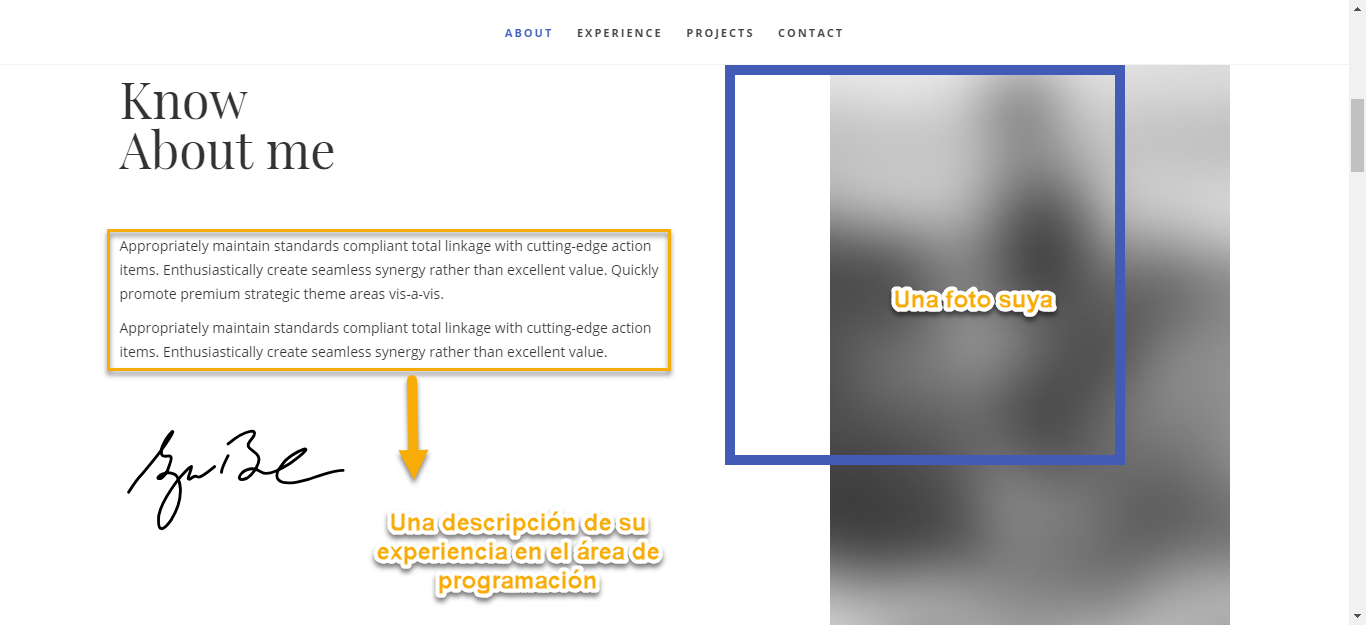 ABOUT EXPERIENCE PROJECTS CONTACT
Know
About me
Appropriately maintain standards compliant total linkage with cutting-edge action
items. Enthusiastically create seamless synergy rather than excellent value. Quickly
promote premium strategic theme areas vis-a-vis.
Appropriately maintain standards compliant total linkage with cutting-edge action
items. Enthusiastically create seamless synergy rather than excellent value.
Una descripción de su
experiencia en el área de
programación
Una foto suya